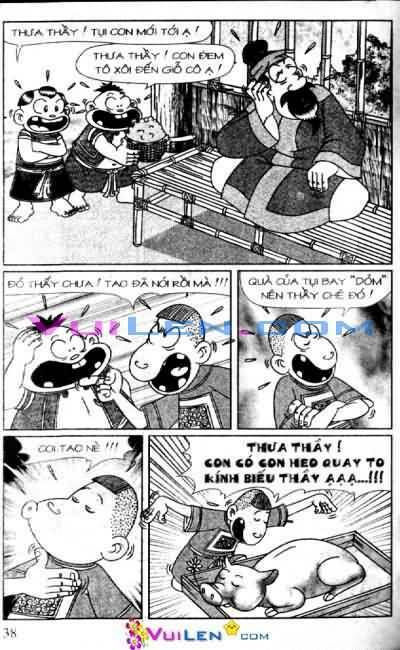 THƯA THẦY! TỤI CON MỚI TỚI Ạ!
THƯA THẦY! CON ĐEM
TÔ XÔI ĐẾN GIỖ CÔ Ạ!
ĐÓ THẤY CHƯA! TAO ĐÃ NÓI RỒI MÀ!!!
QUÀ CỦA TỤI BAY "DỎM"
NÊN THẦY CHÊ ĐÓ!
VUILEN.COM
COI TAO NÈ!!!
THƯA THẦY!
CON CÓ CON HEO QUAY TO
KÍNH BIẾU THẦY ẠẠẠ...!!!
38
VUILEN.COM